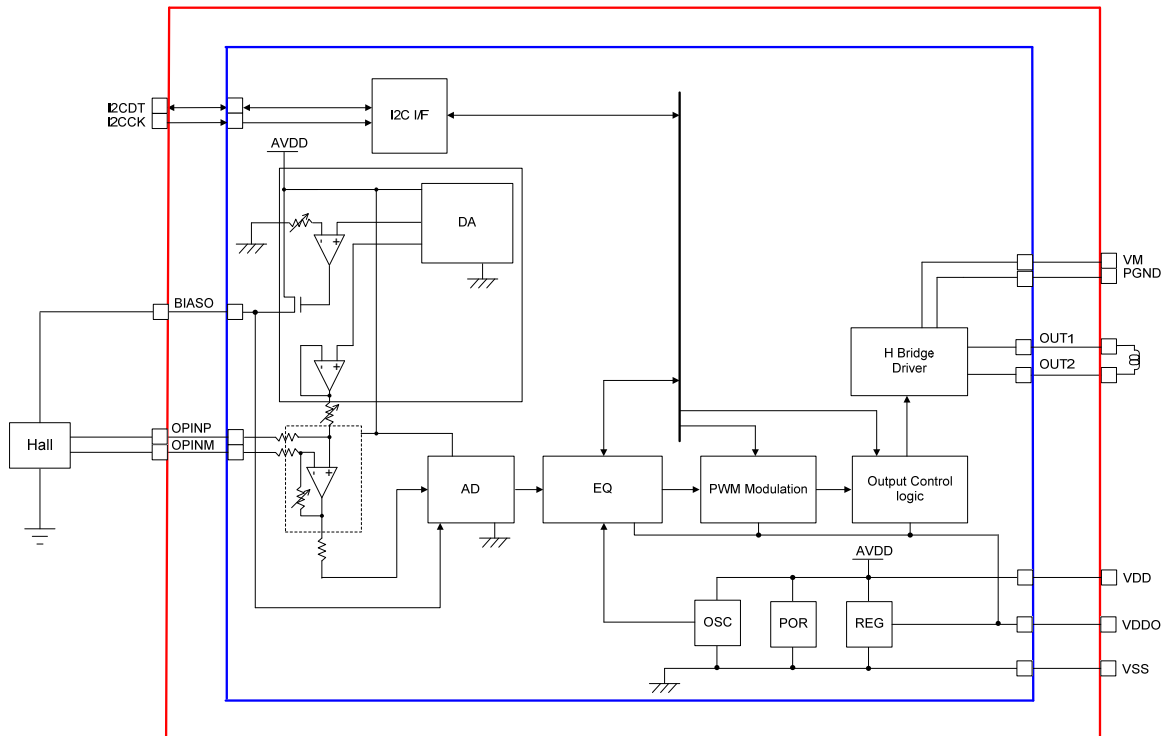 I2CDT
I2CCK
I2C I/F
AVDD
DA
- +
BIASO
- +
VM
PGND
H Bridge
Driver
OUT1
OUT2
Hall
OPINP
OPINM
- +
AD
EQ
PWM Modulation
Output Control
logic
AVDD
OSC
POR
REG
VDD
VDDO
VSS